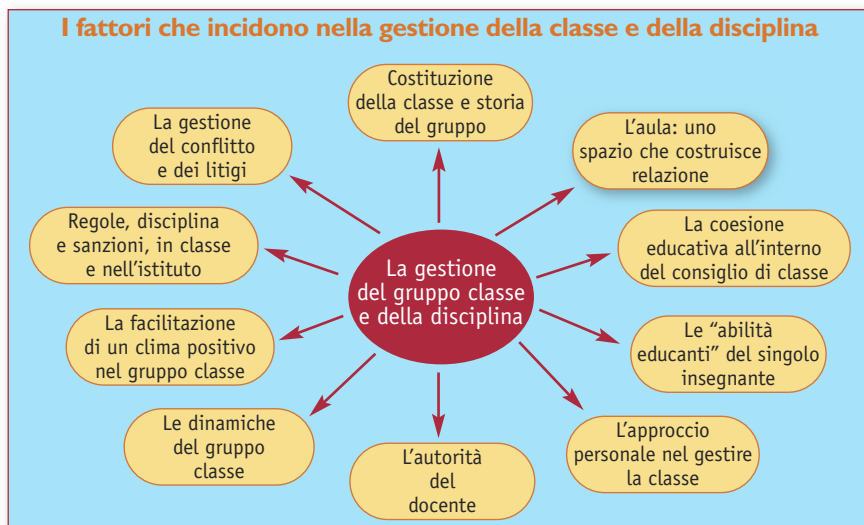 I fattori che incidono nella gestione della classe e della disciplina
Costituzione
della classe e storia
del gruppo
L'aula: uno
spazio che costruisce
relazione
La coesione
educativa all'interno
del consiglio di classe
Le “abilità
educanti” del singolo
insegnante
L'approccio
personale nel gestire
la classe
L'autorità
del
docente
Le dinamiche
del gruppo
classe
La facilitazione
di un clima positivo
nel gruppo classe
Regole, disciplina
e sanzioni, in classe
e nell'istituto
La gestione
del conflitto
e dei litigi
La gestione
del gruppo classe
e della disciplina